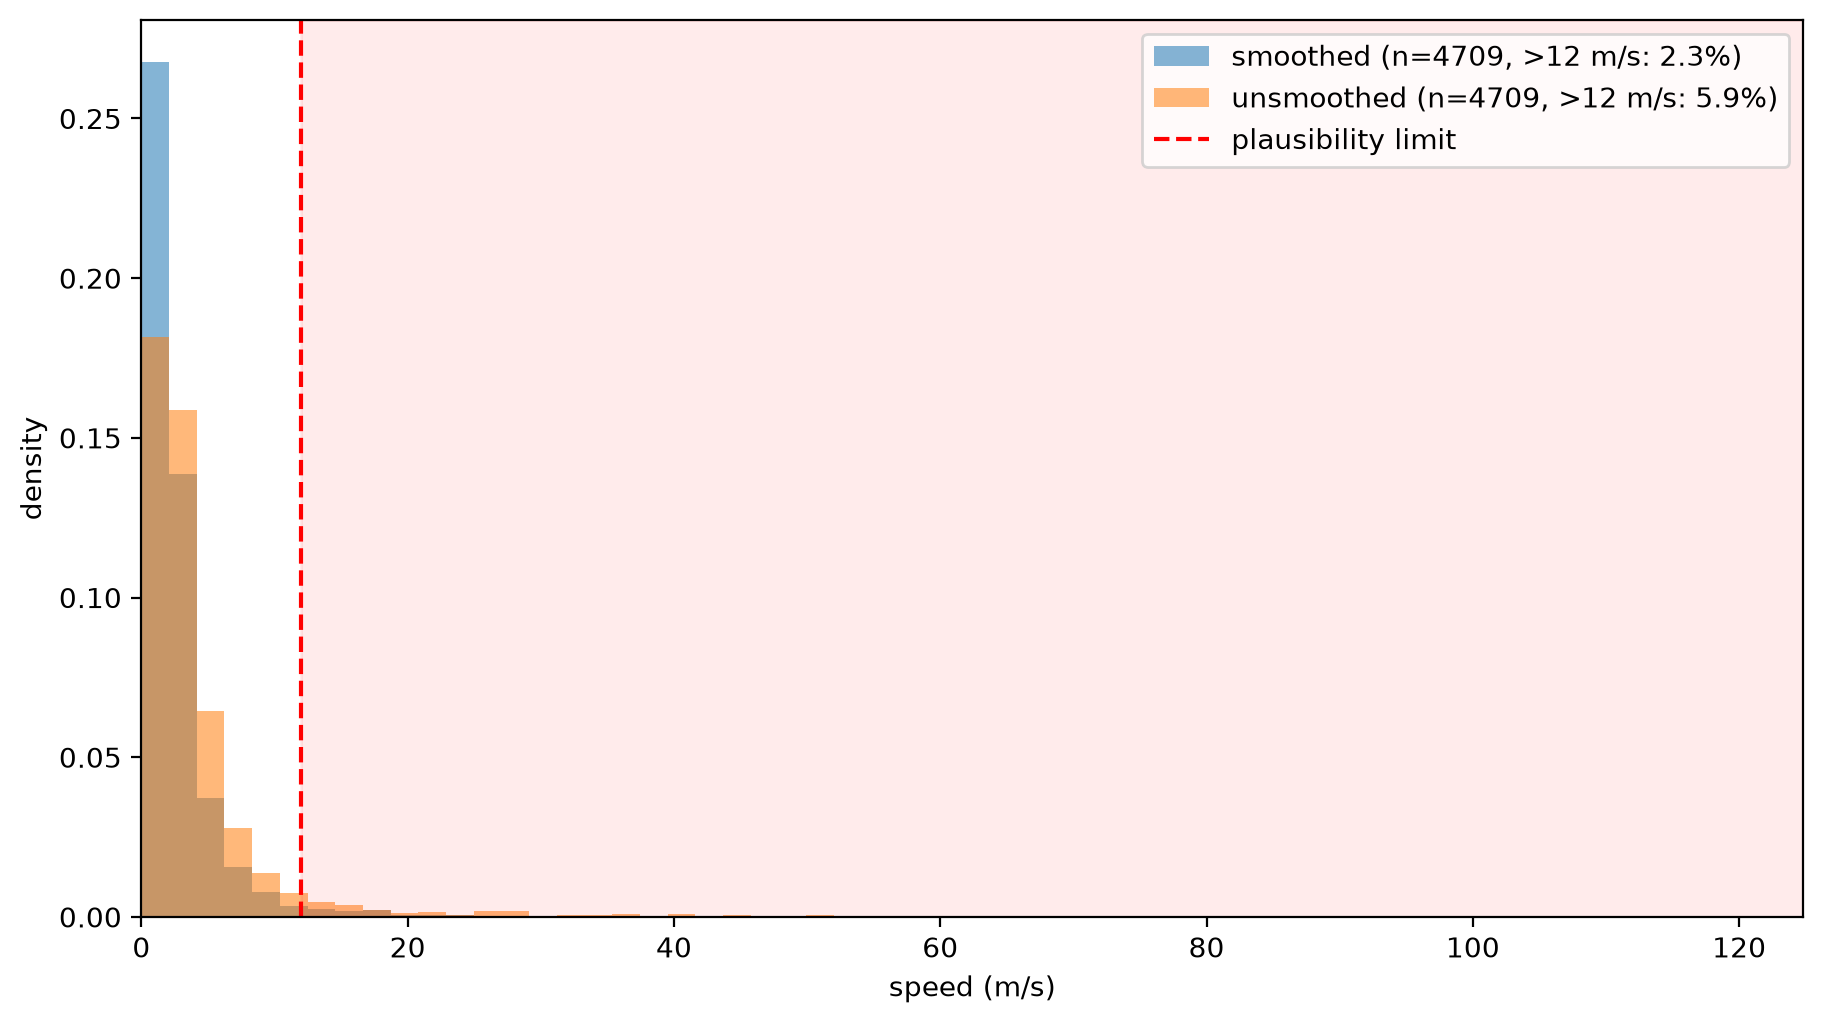 smoothed (n=4709, >12 m/s: 2.3%)
unsmoothed (n=4709, >12 m/s: 5.9%)
plausibility limit
density
0.25
0.20
0.15
0.10
0.05
0.00
0 20 40 60 80 100 120
speed (m/s)